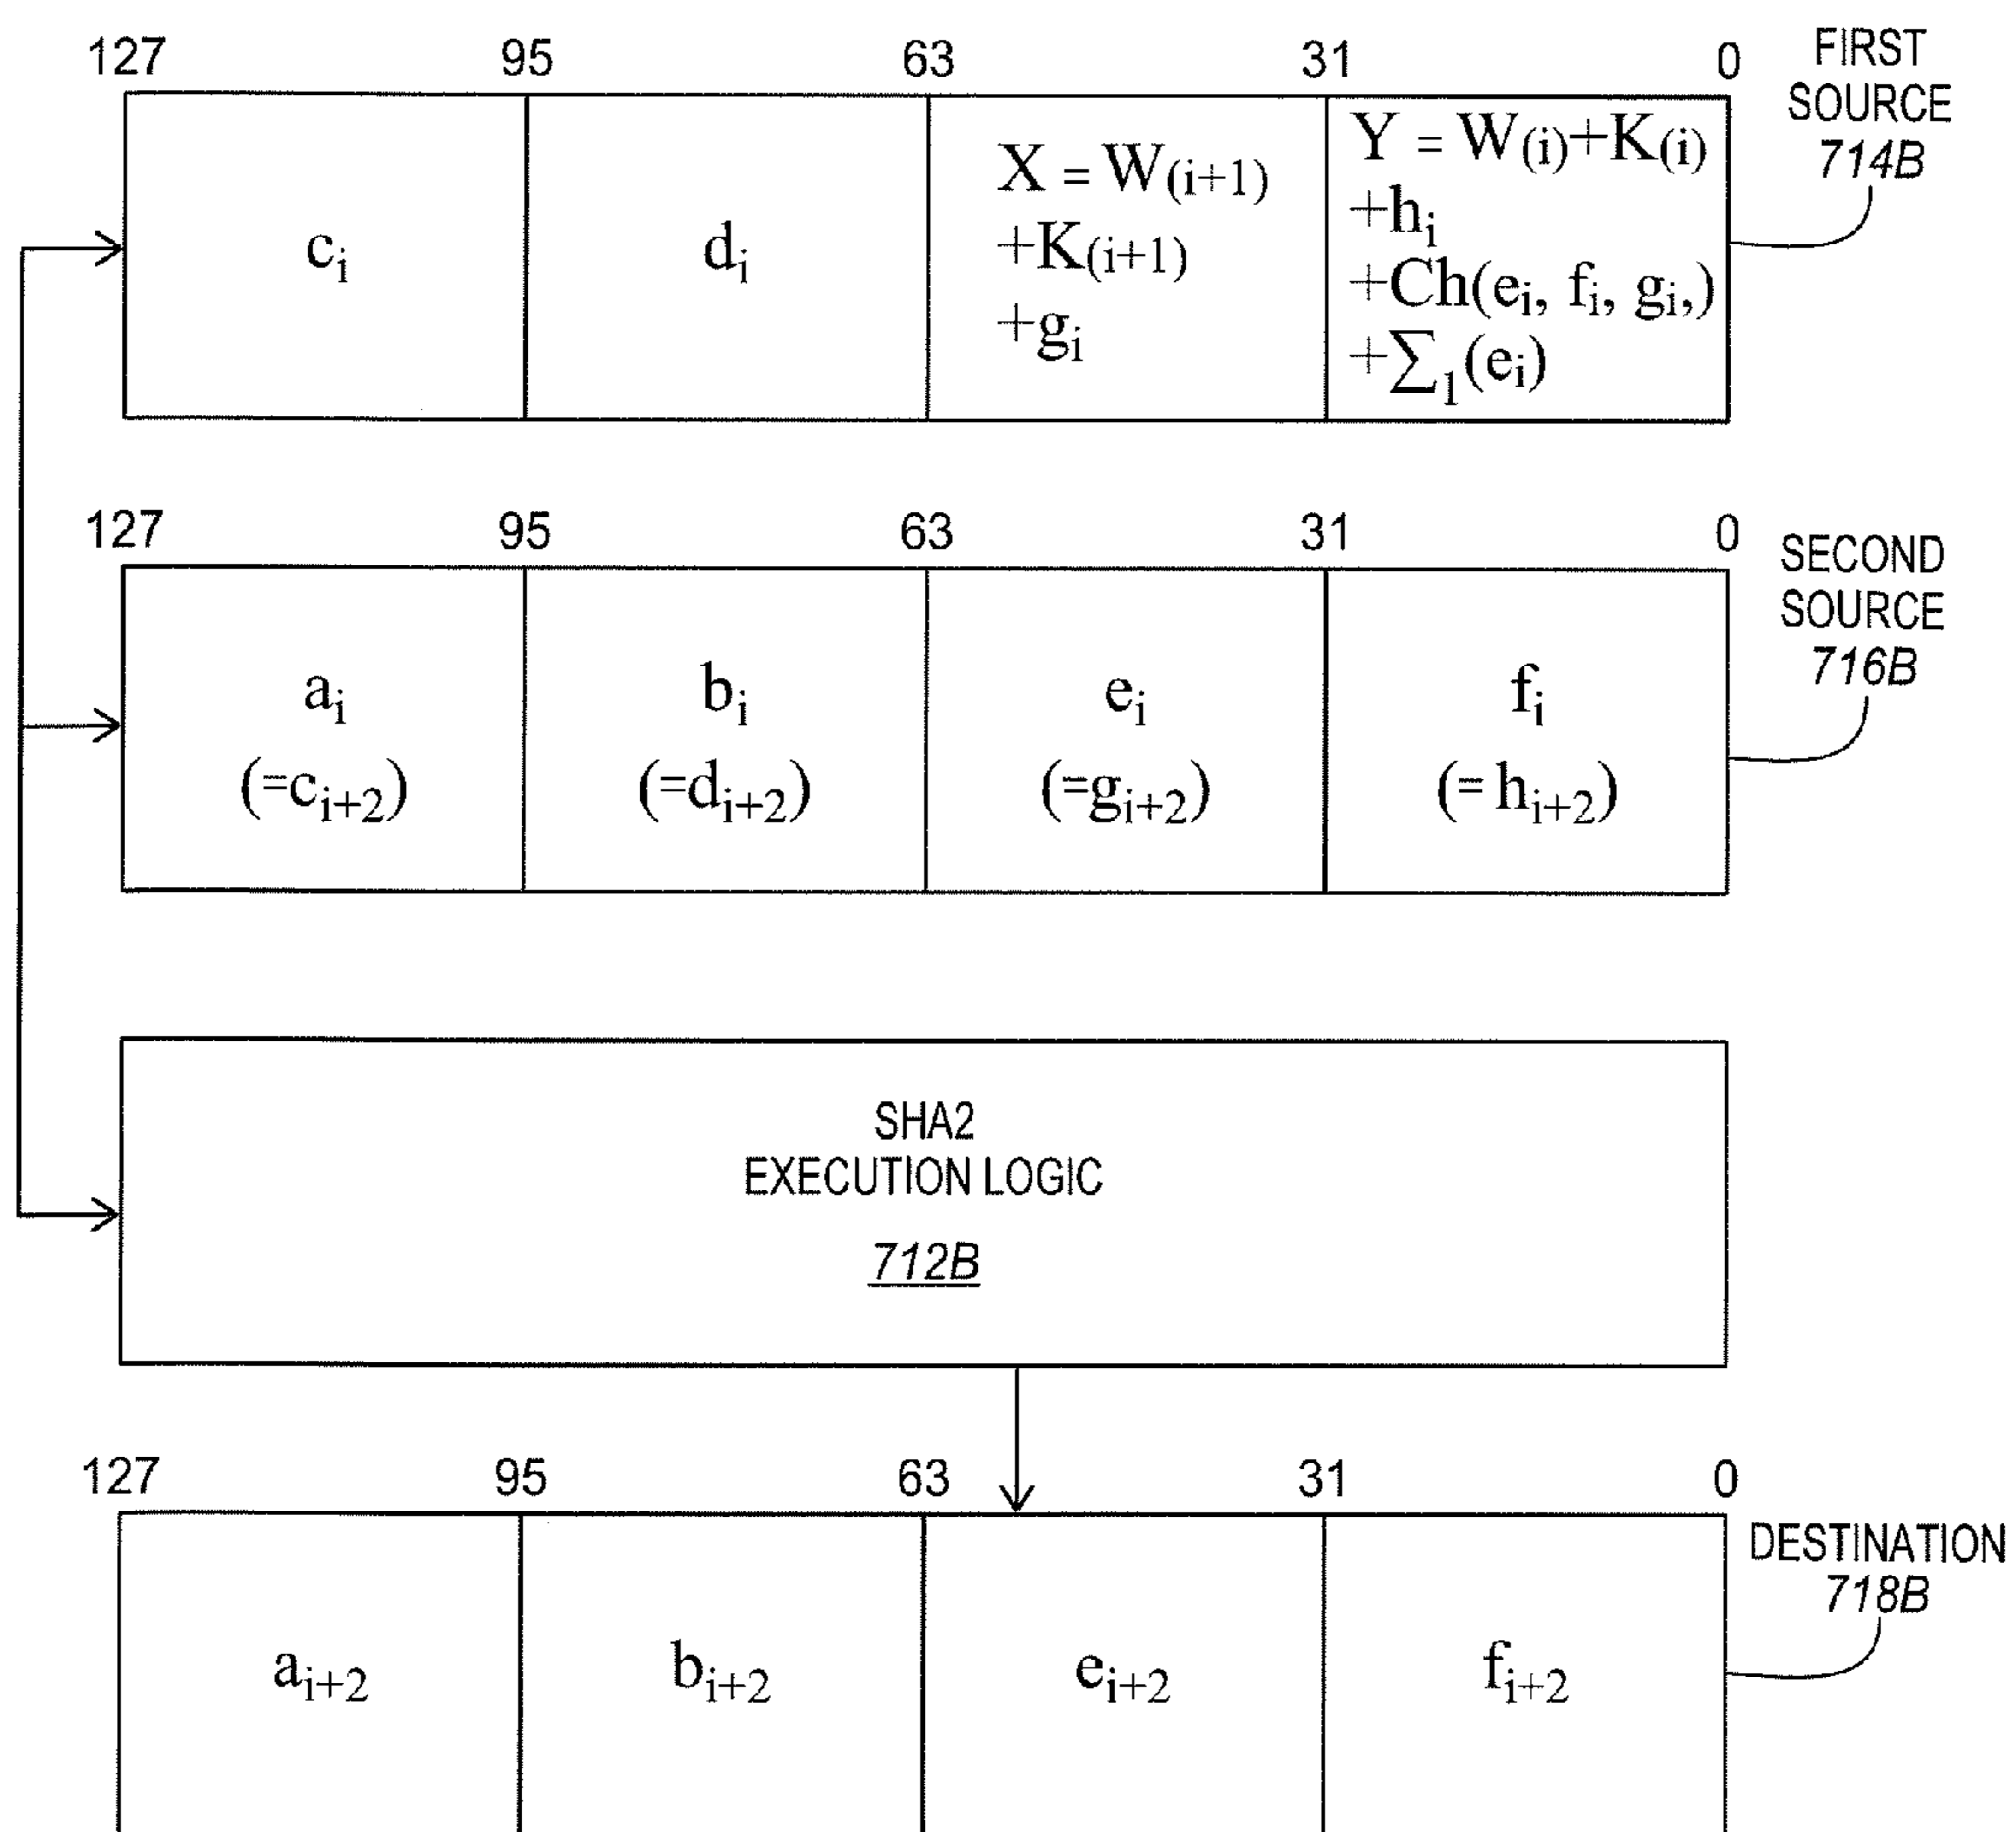 127 95 63 31 0
FIRST
SOURCE
714B
cᵢ
dᵢ
X = W₍ᵢ₊₁₎
+K₍ᵢ₊₁₎
+gᵢ
Y = W₍ᵢ₎+K₍ᵢ₎
+hᵢ
+Ch(eᵢ, fᵢ, gᵢ,)
+∑₁(eᵢ)
127 95 63 31 0
SECOND
SOURCE
716B
aᵢ
(=cᵢ₊₂)
bᵢ
(=dᵢ₊₂)
eᵢ
(=gᵢ₊₂)
fᵢ
(= hᵢ₊₂)
SHA2
EXECUTION LOGIC
712B
127 95 63 31 0
DESTINATION
718B
aᵢ₊₂
bᵢ₊₂
eᵢ₊₂
fᵢ₊₂